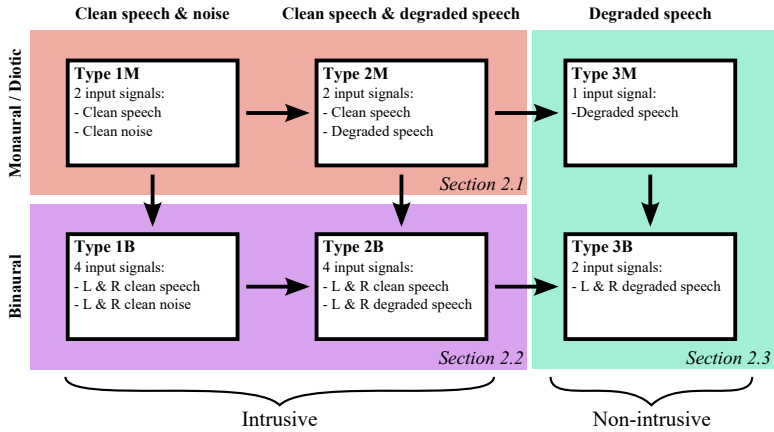 Clean speech & noise
Clean speech & degraded speech
Degraded speech
Monaural / Diotic
Type 1M
2 input signals:
- Clean speech
- Clean noise
Type 2M
2 input signals:
- Clean speech
- Degraded speech
Type 3M
1 input signal:
-Degraded speech
Section 2.1
Binaural
Type 1B
4 input signals:
- L & R clean speech
- L & R clean noise
Type 2B
4 input signals:
- L & R clean speech
- L & R degraded speech
Type 3B
2 input signals:
- L & R degraded speech
Section 2.2
Section 2.3
Intrusive
Non-intrusive